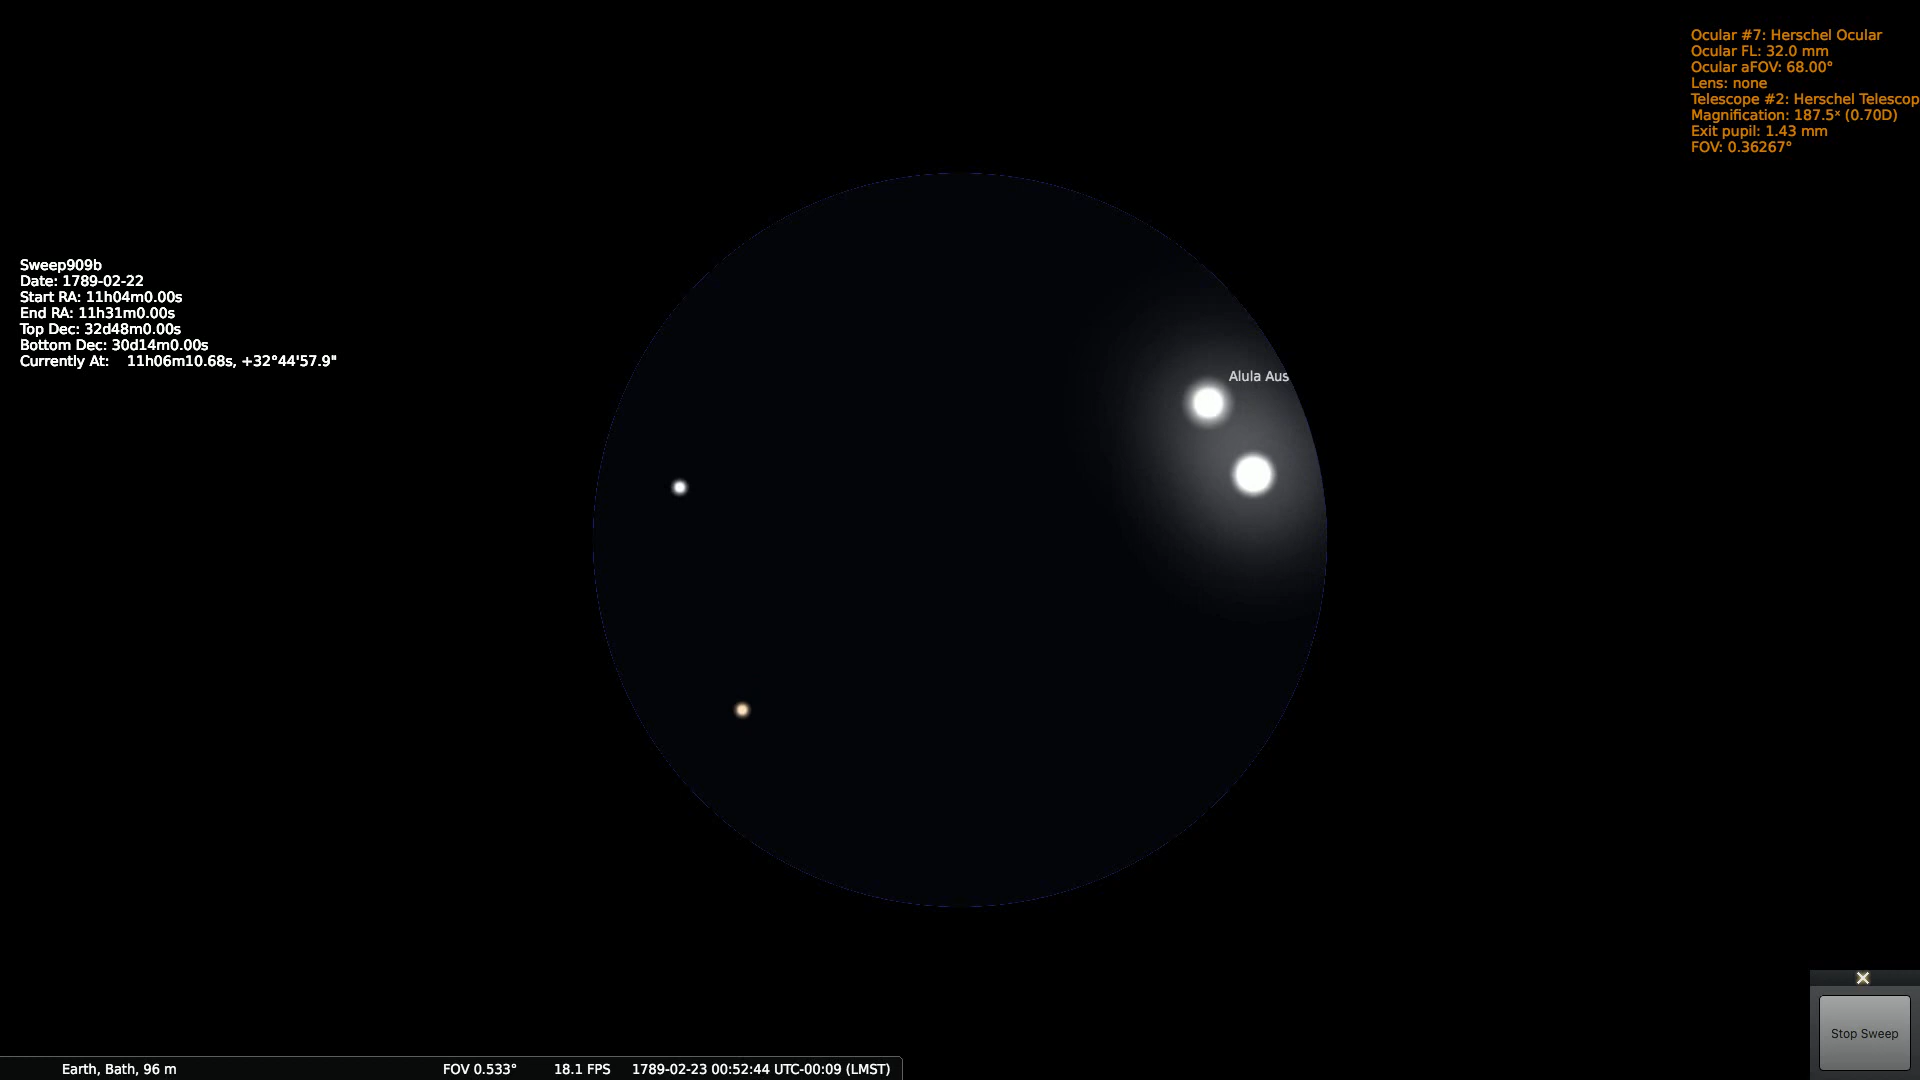 Ocular #7: Herschel Ocular
Ocular FL: 32.0 mm
Ocular aFOV: 68.00°
Lens: none
Telescope #2: Herschel Telescop
Magnification: 187.5ˣ (0.70D)
Exit pupil: 1.43 mm
FOV: 0.36267°
Sweep909b
Date: 1789-02-22
Start RA: 11h04m0.00s
End RA: 11h31m0.00s
Top Dec: 32d48m0.00s
Bottom Dec: 30d14m0.00s
Currently At: 11h06m10.68s, +32°44'57.9"
Alula Aus
Stop Sweep
Earth, Bath, 96 m FOV 0.533° 18.1 FPS 1789-02-23 00:52:44 UTC-00:09 (LMST)